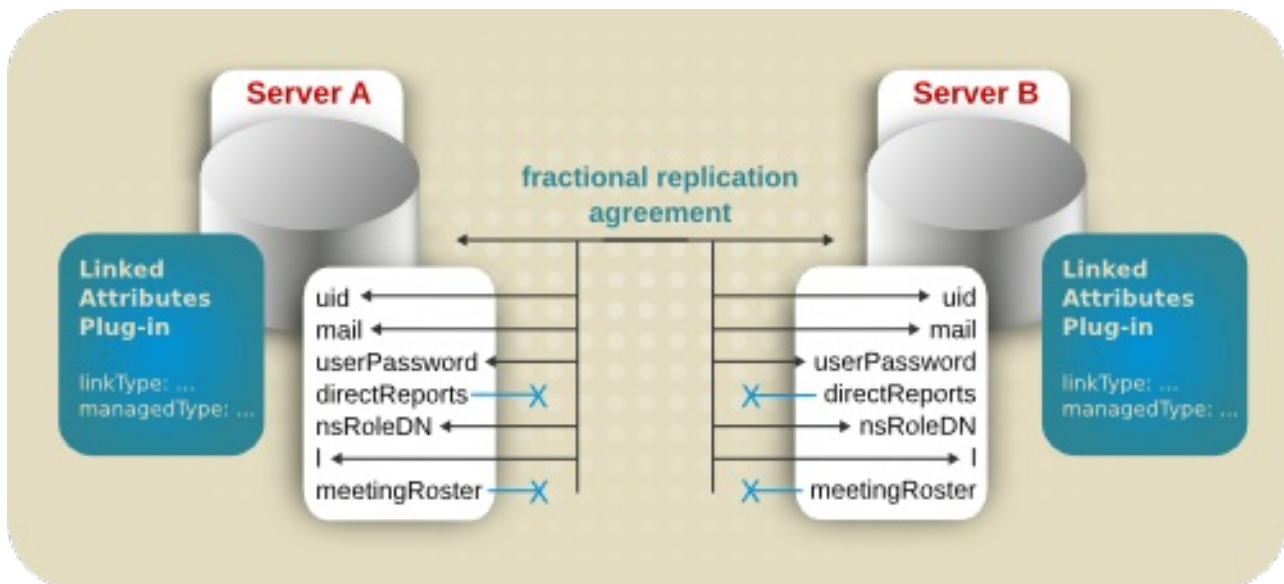 Server A
Server B
fractional replication
agreement
Linked
Attributes
Plug-in
linkType: ...
managedType: ...
uid
mail
userPassword
directReports
nsRoleDN
l
meetingRoster
uid
mail
userPassword
directReports
nsRoleDN
l
meetingRoster
Linked
Attributes
Plug-in
linkType: ...
managedType: ...